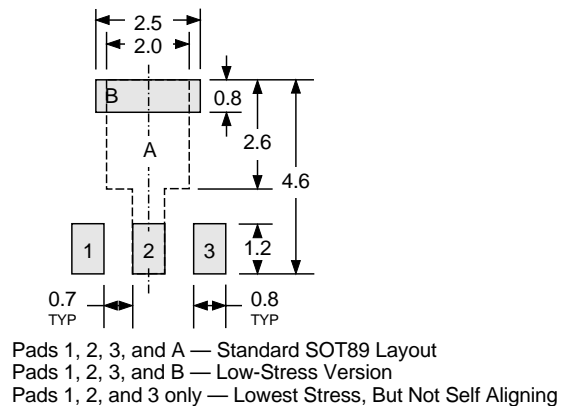 2.5
2.0
B
0.8
A
2.6
4.6
1 2 3 1.2
0.7 0.8
TYP TYP
Pads 1, 2, 3, and A — Standard SOT89 Layout
Pads 1, 2, 3, and B — Low-Stress Version
Pads 1, 2, and 3 only — Lowest Stress, But Not Self Aligning